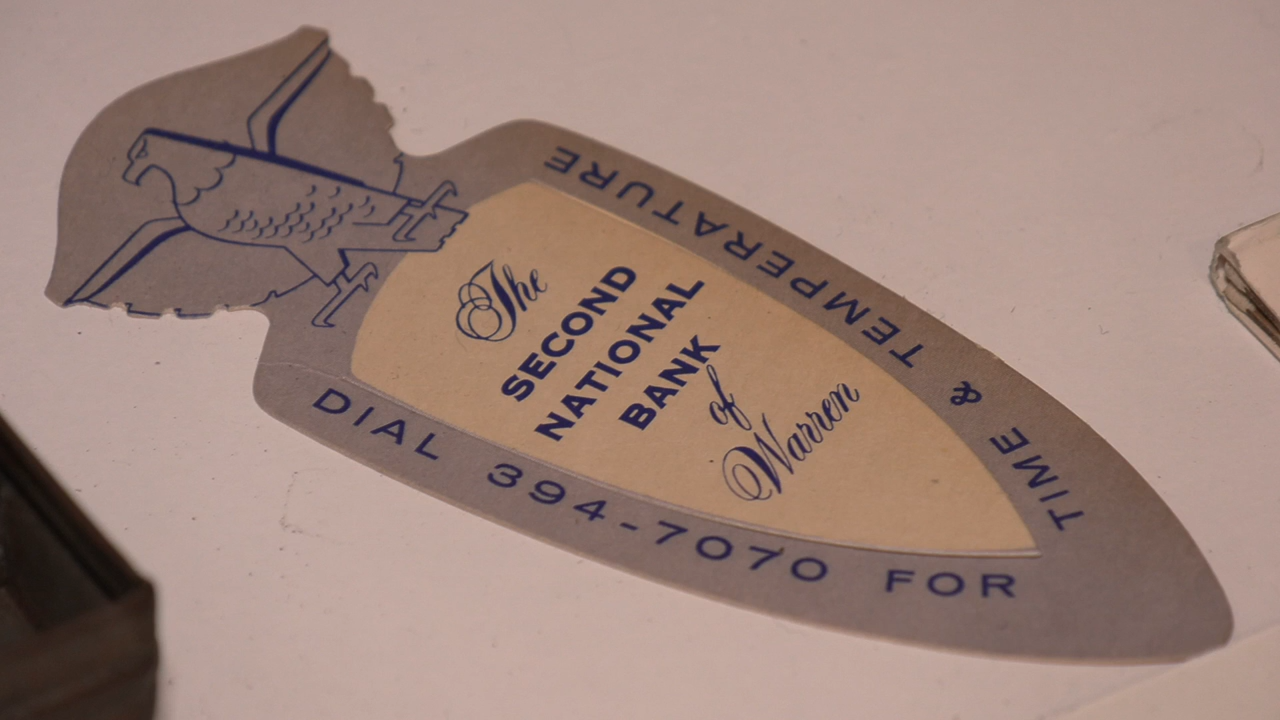 The
SECOND
NATIONAL
BANK
of
Warren
DIAL 394-7070 FOR
TIME & TEMPERATURE